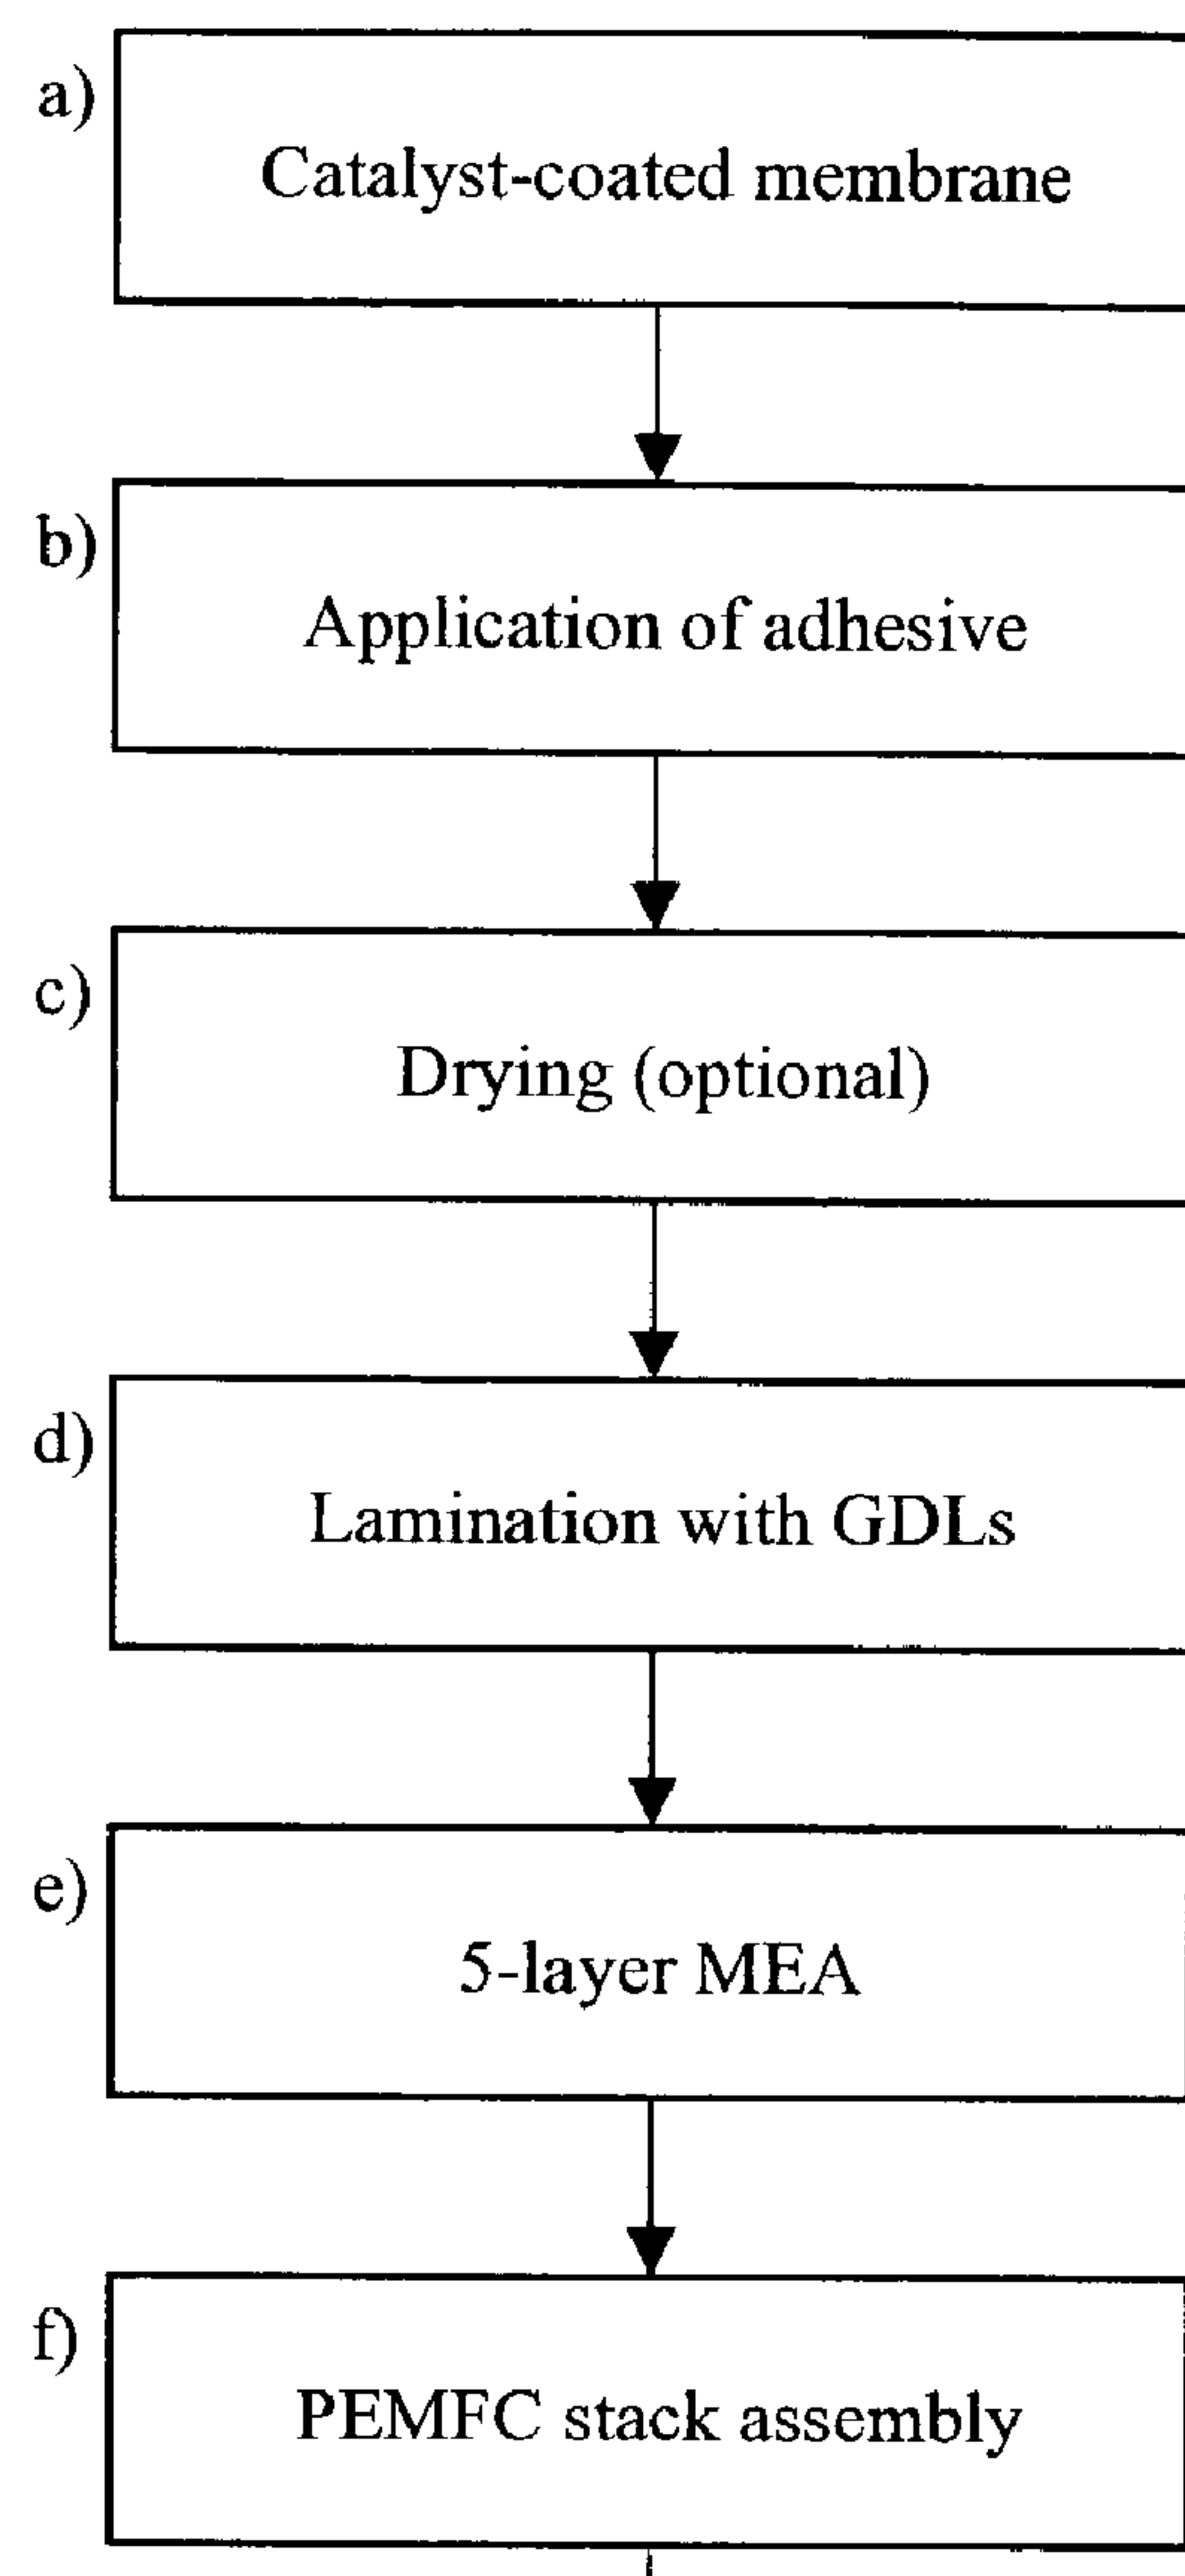 a)
Catalyst-coated membrane
b)
Application of adhesive
c)
Drying (optional)
d)
Lamination with GDLs
e)
5-layer MEA
f)
PEMFC stack assembly